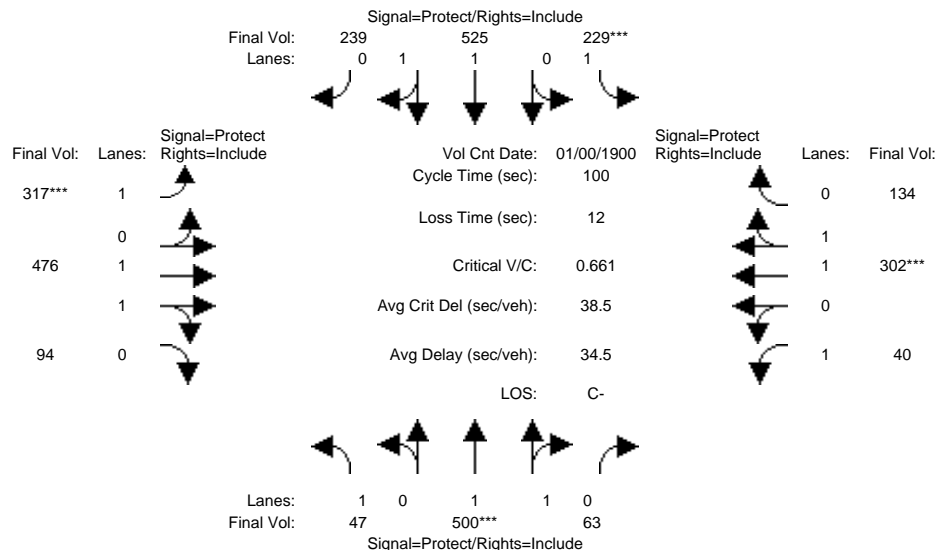 Signal=Protect/Rights=Include
Final Vol: 239 525 229***
Lanes: 0 1 1 0 1
Signal=Protect Signal=Protect
Final Vol: Lanes: Rights=Include Vol Cnt Date: 01/00/1900 Rights=Include Lanes: Final Vol:
Cycle Time (sec): 100
317*** 1 0 134
Loss Time (sec): 12
0 1
476 1 Critical V/C: 0.661 1 302***
1 Avg Crit Del (sec/veh): 38.5 0
94 0 Avg Delay (sec/veh): 34.5 1 40
LOS: C-
Lanes: 1 0 1 1 0
Final Vol: 47 500*** 63
Signal=Protect/Rights=Include